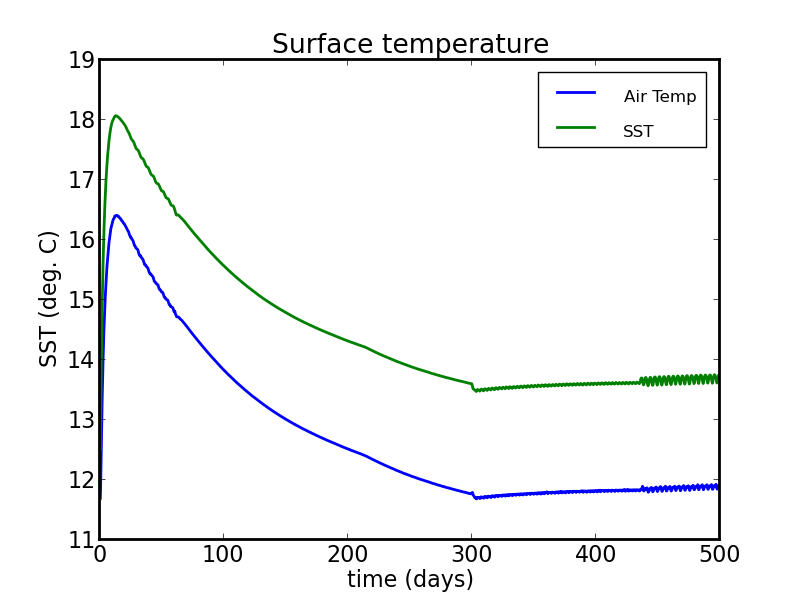 Surface temperature
19
18
17
16
15
14
13
12
11
SST (deg. C)
Air Temp
SST
0 100 200 300 400 500
time (days)